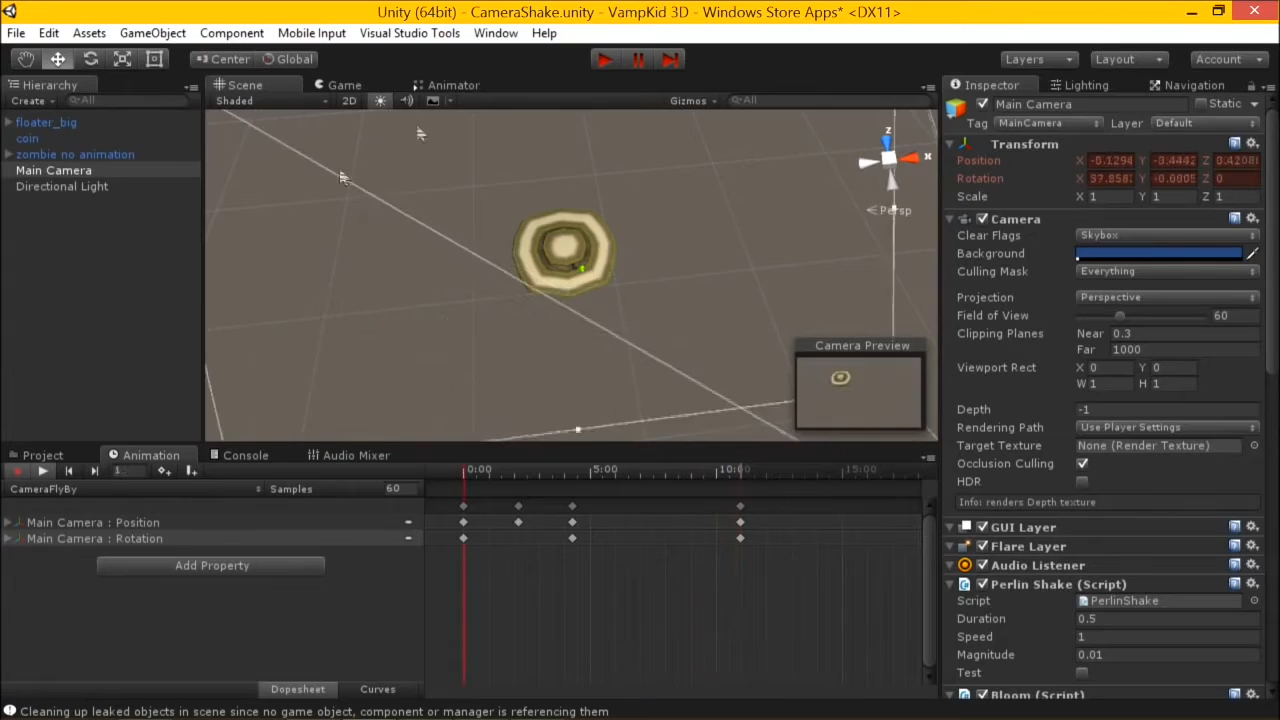 Unity (64bit) - CameraShake.unity - VampKid 3D - Windows Store Apps* <DX11>
File Edit Assets GameObject Component Mobile Input Visual Studio Tools Window Help
Center Global Layers Layout Account
Hierarchy Scene Game Animator Inspector Lighting Navigation
Create All Shaded 2D Gizmos All Main Camera Static
Tag MainCamera Layer Default
floater_big
coin
zombie no animation
Main Camera
Directional Light
z
x
Persp
Transform
Position X -0.1294 Y -0.4442 Z
Rotation X Y Z 0
Scale X 1 Y 1 Z 1
Camera
Clear Flags Skybox
Background
Culling Mask Everything
Projection Perspective
Field of View 60
Clipping Planes Near 0.3
Far 1000
Viewport Rect X 0 Y 0
W 1 H 1
Depth -1
Rendering Path Use Player Settings
Target Texture None (Render Texture)
Occlusion Culling
HDR
Info: renders Depth texture
GUI Layer
Flare Layer
Audio Listener
Perlin Shake (Script)
Script PerlinShake
Duration 0.5
Speed 1
Magnitude 0.01
Test
Bloom (Script)
Camera Preview
Project Animation Console Audio Mixer
0:00 5:00 10:00 15:00
CameraFlyBy Samples 60
Main Camera : Position
Main Camera : Rotation
Add Property
Dopesheet Curves
Cleaning up leaked objects in scene since no game object, component or manager is referencing them